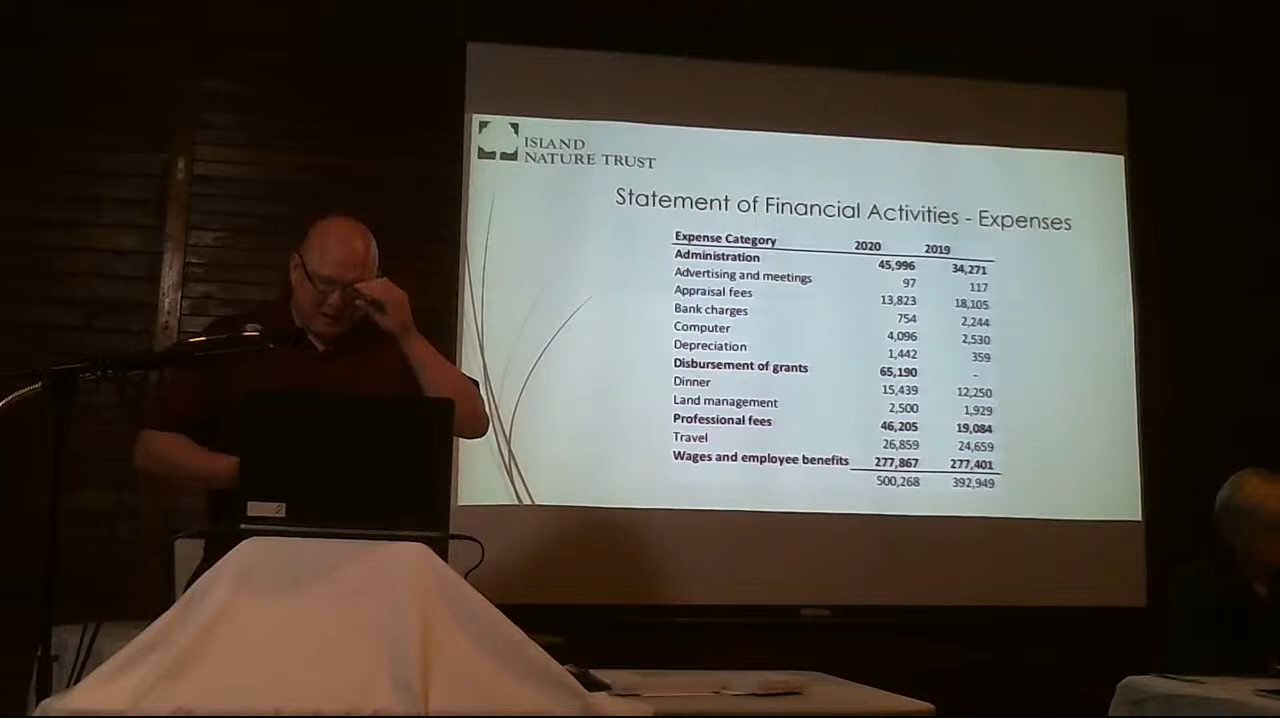 ISLAND
NATURE TRUST
Statement of Financial Activities - Expenses
Expense Category 2020 2019
Administration 45,996 34,271
Advertising and meetings 97 117
Appraisal fees 13,823 18,105
Bank charges 754 2,244
Computer 4,096 2,530
Depreciation 1,442 359
Disbursement of grants 65,190 -
Dinner 15,439 12,250
Land management 2,500 1,929
Professional fees 46,205 19,084
Travel 26,859 24,659
Wages and employee benefits 277,867 277,401
500,268 392,949